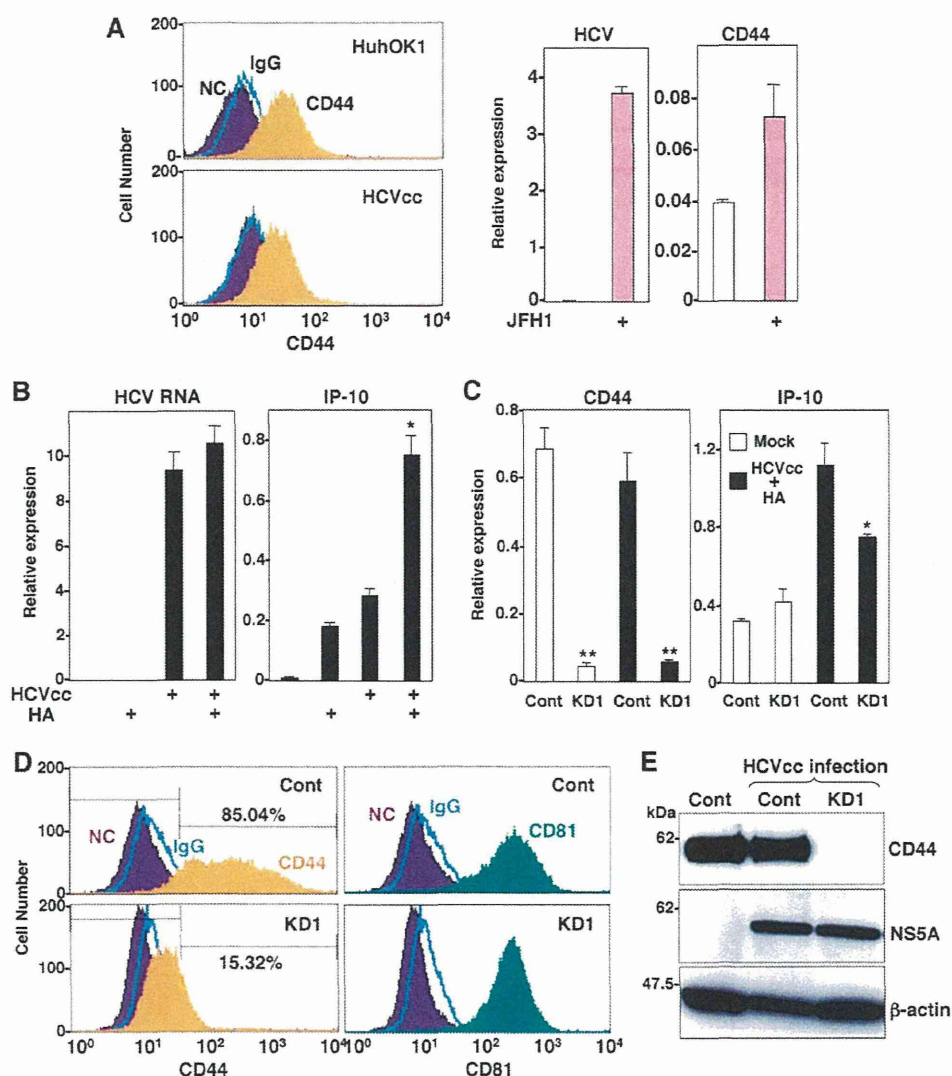 A
200
100
0
HuhOK1
NC
IgG
CD44
200
100
0
HCVcc
Cell Number
10^0 10^1 10^2 10^3 10^4
CD44
HCV
4
3
2
1
0
Relative expression
JFH1 +
CD44
0.08
0.06
0.04
0.02
0
+
B
HCV RNA
10
8
6
4
2
0
Relative expression
IP-10
0.8
0.4
0.2
0
*
HCVcc + + + +
HA + + + +
C
CD44
0.8
0.6
0.4
0.2
0
Relative expression
** **
Cont KD1 Cont KD1
IP-10
1.2
0.8
0.4
0
Mock
HCVcc
+
HA
*
Cont KD1 Cont KD1
D
200
150
100
50
0
Cont
85.04%
NC
IgG
CD44
200
150
100
50
0
KD1
15.32%
Cell Number
10^0 10^1 10^2 10^3 10^4
CD44
Cont
NC
IgG
CD81
KD1
10^0 10^1 10^2 10^3 10^4
CD81
E
HCVcc infection
Cont Cont KD1
kDa
62
CD44
62
NS5A
47.5
β-actin